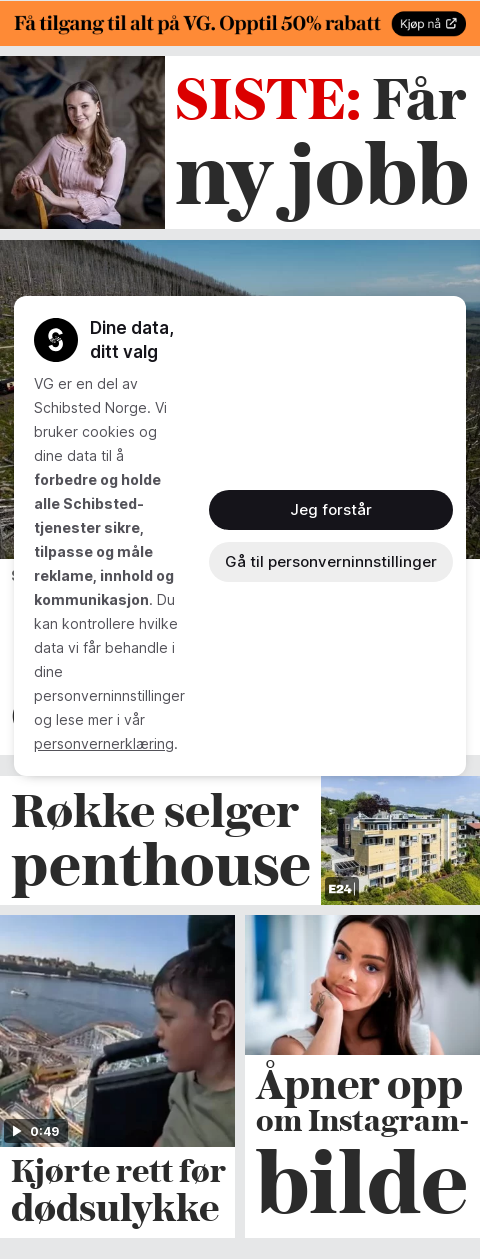 Få tilgang til alt på VG. Opptil 50% rabatt
Kjøp nå
SISTE: Får
ny jobb
Dine data,
ditt valg
VG er en del av
Schibsted Norge. Vi
bruker cookies og
dine data til å
forbedre og holde
alle Schibsted-
tjenester sikre,
tilpasse og måle
reklame, innhold og
kommunikasjon. Du
kan kontrollere hvilke
data vi får behandle i
dine
personverninnstillinger
og lese mer i vår
personvernerklæring.
Jeg forstår
Gå til personverninnstillinger
Røkke selger
penthouse
E24
0:49
Kjørte rett før
dødsulykke
Åpner opp
om Instagram-
bilde